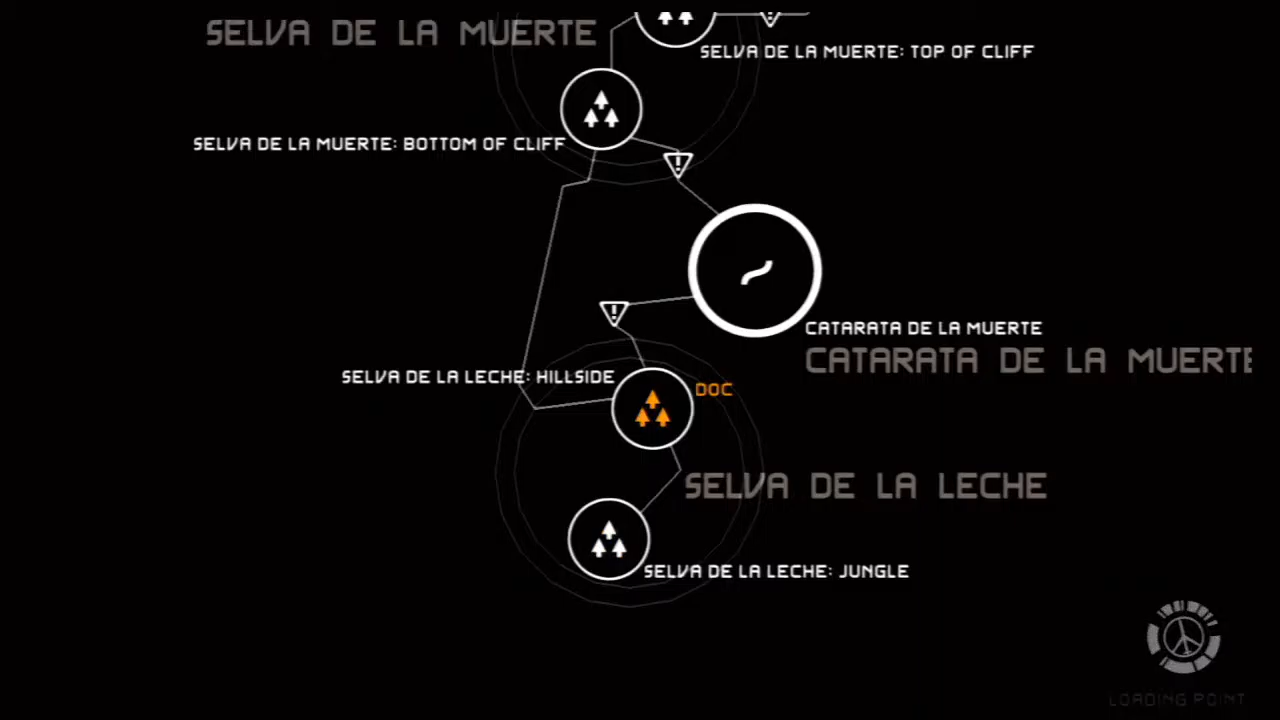 SELVA DE LA MUERTE
SELVA DE LA MUERTE: TOP OF CLIFF
SELVA DE LA MUERTE: BOTTOM OF CLIFF
CATARATA DE LA MUERTE
CATARATA DE LA MUERTE
SELVA DE LA LECHE: HILLSIDE
DOC
SELVA DE LA LECHE
SELVA DE LA LECHE: JUNGLE
LOADING POINT